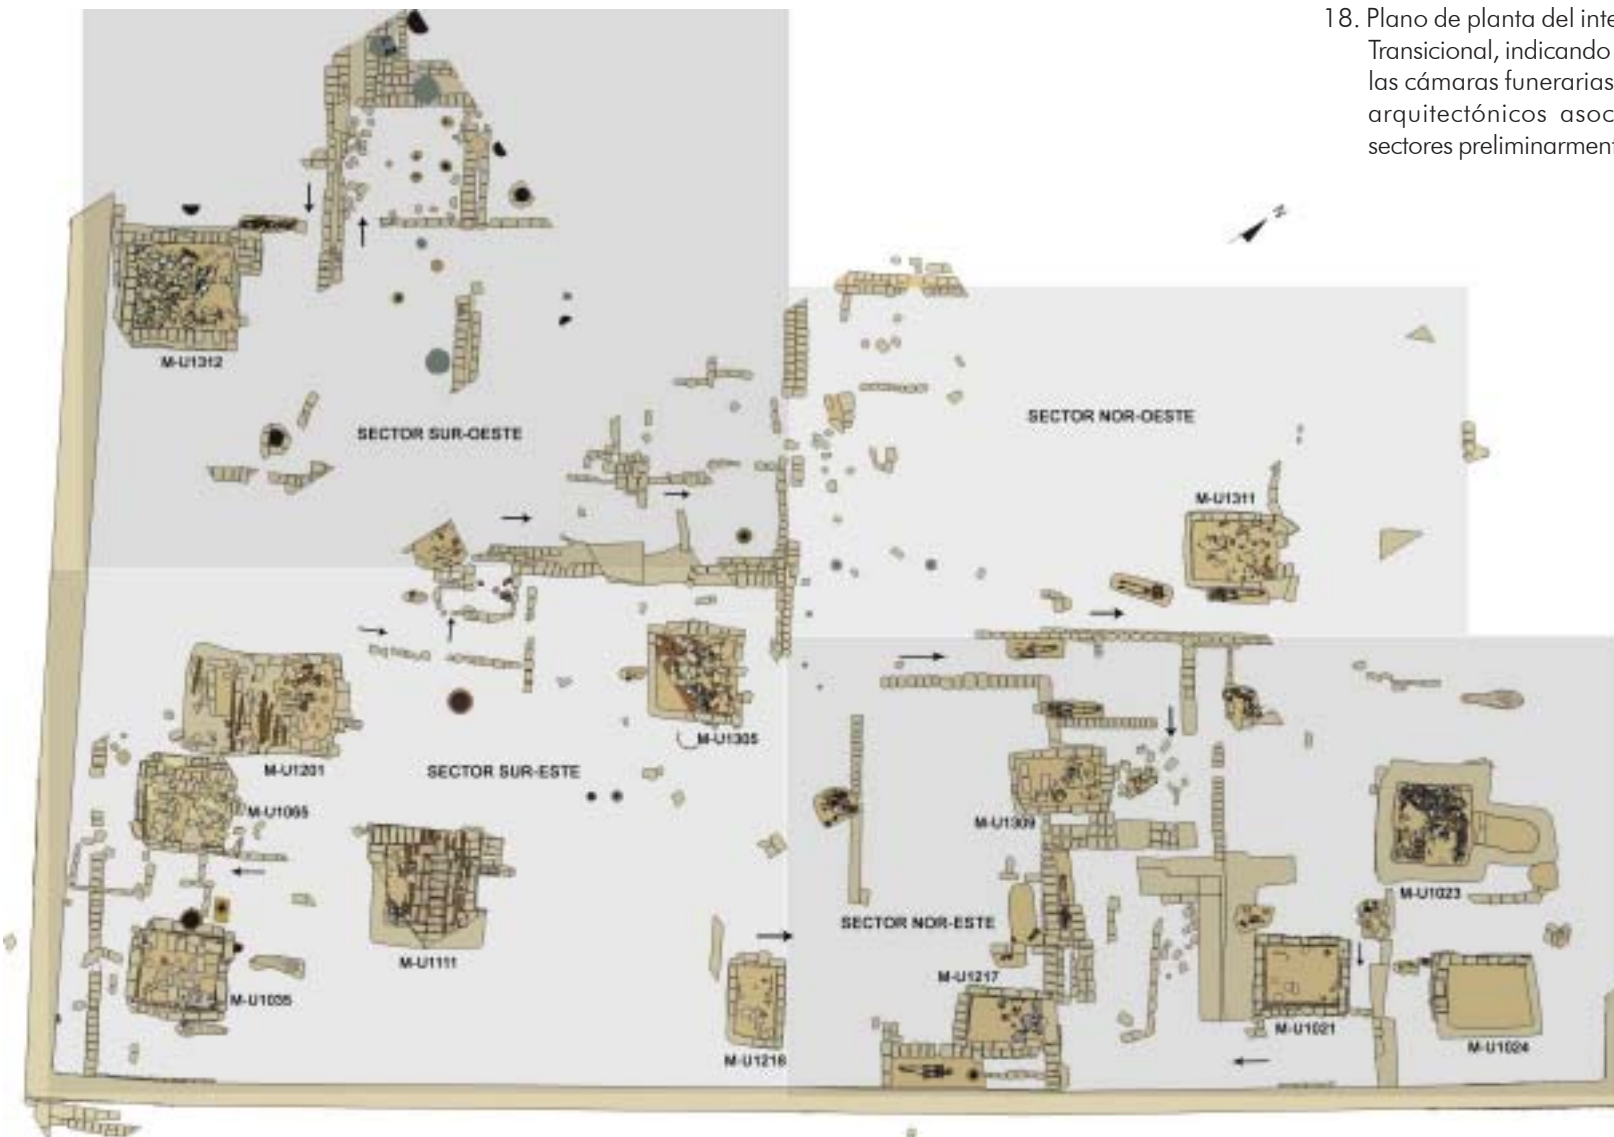 18. Plano de planta del inte
Transicional, indicando
las cámaras funerarias
arquitectónicos asoc
sectores preliminarment
N
M-U1312
SECTOR SUR-OESTE
SECTOR NOR-OESTE
M-U1311
M-U1305
M-U1201
SECTOR SUR-ESTE
M-U1065
M-U1309
M-U1023
SECTOR NOR-ESTE
M-U1111
M-U1217
M-U1035
M-U1021
M-U1024
M-U1216